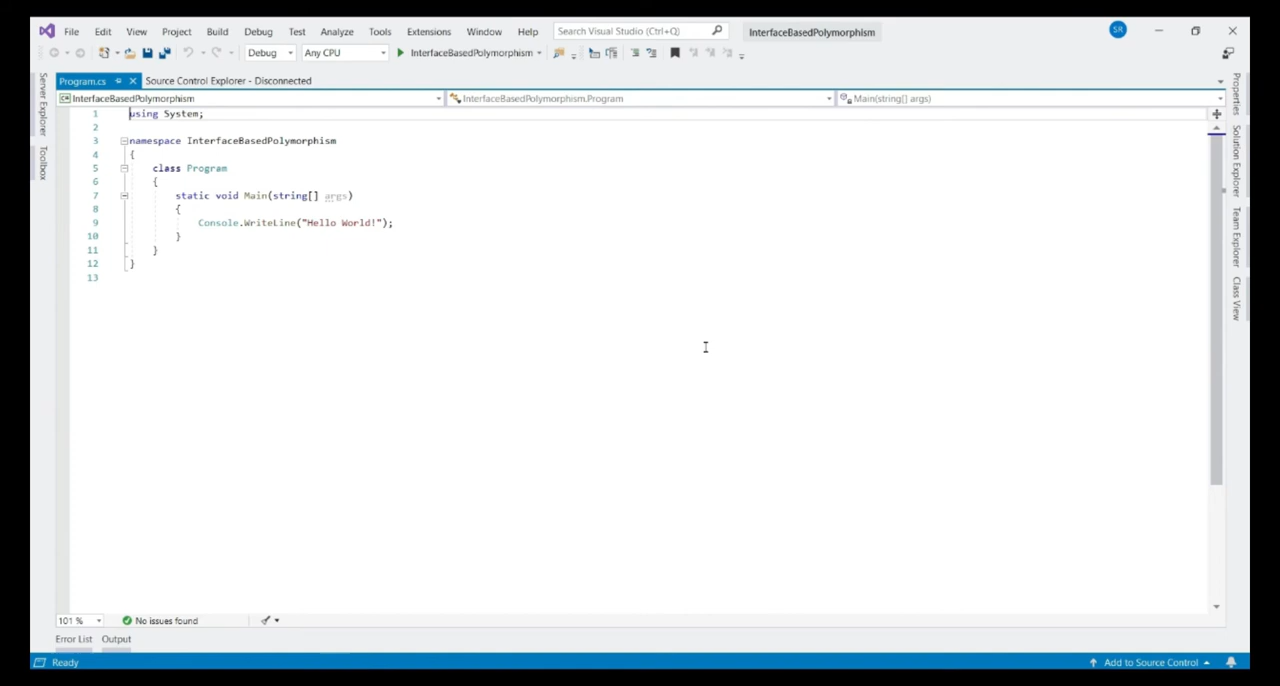 File Edit View Project Build Debug Test Analyze Tools Extensions Window Help Search Visual Studio (Ctrl+Q) InterfaceBasedPolymorphism SR
Debug Any CPU InterfaceBasedPolymorphism
Program.cs Source Control Explorer - Disconnected
InterfaceBasedPolymorphism InterfaceBasedPolymorphism.Program Main(string[] args)
1 using System;
2
3 namespace InterfaceBasedPolymorphism
4 {
5 class Program
6 {
7 static void Main(string[] args)
8 {
9 Console.WriteLine("Hello World!");
10 }
11 }
12 }
13
Server Explorer
Toolbox
Properties
Solution Explorer
Team Explorer
Class View
101 % No issues found
Error List Output
Ready Add to Source Control